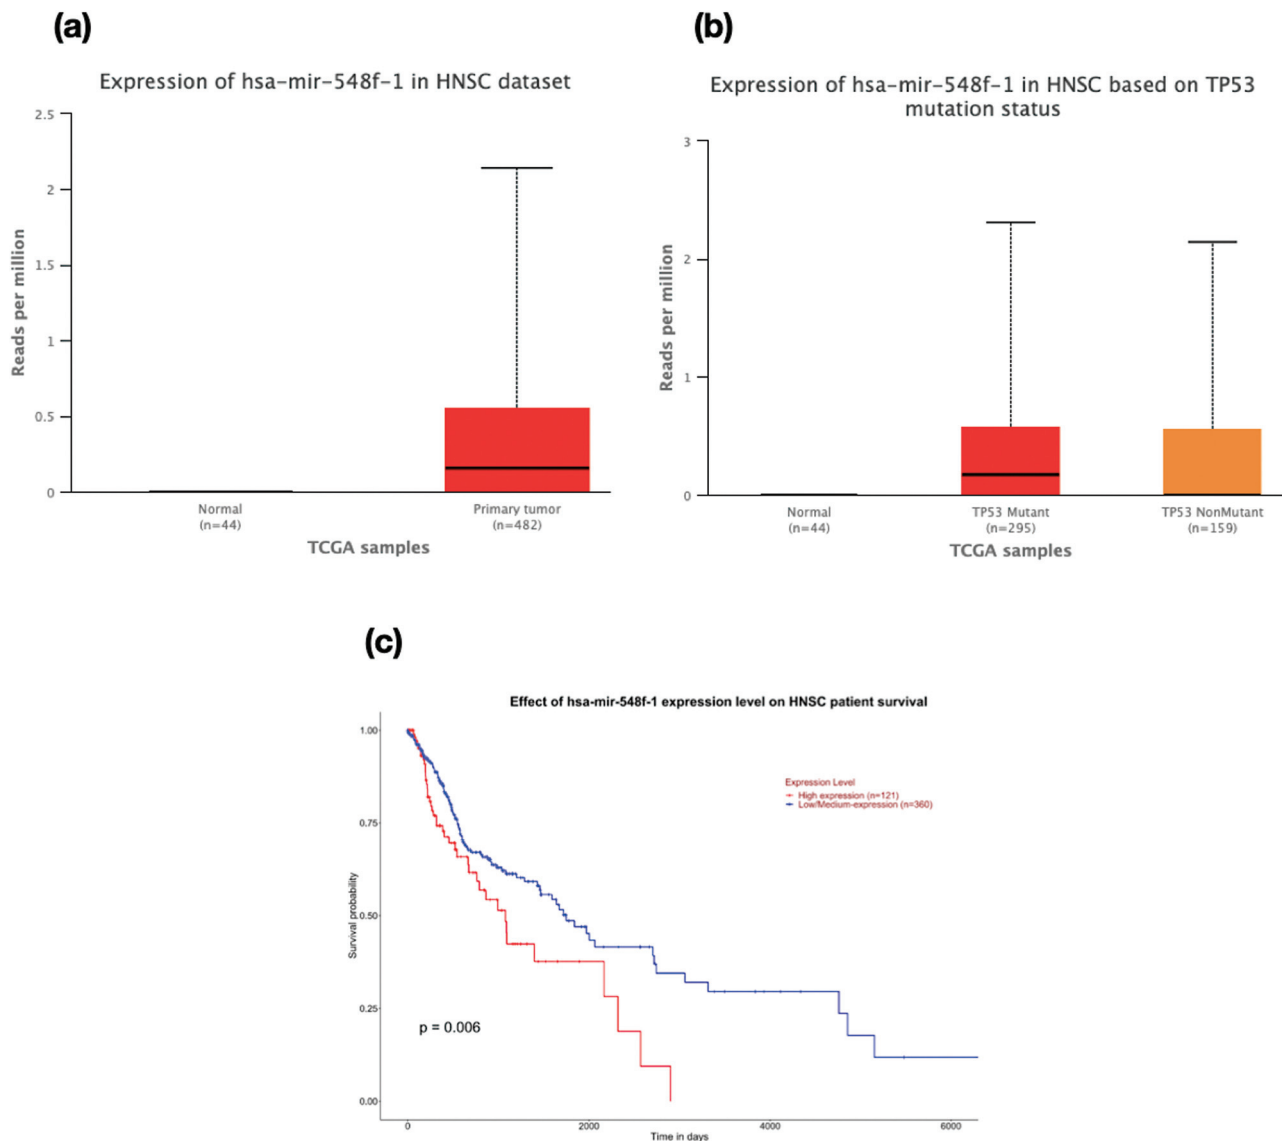 (a)
Expression of hsa-mir-548f-1 in HNSC dataset
2.5
2
1.5
1
0.5
0
Reads per million
Normal
(n=44)
Primary tumor
(n=482)
TCGA samples
(b)
Expression of hsa-mir-548f-1 in HNSC based on TP53
mutation status
3
2
1
0
Reads per million
Normal
(n=44)
TP53 Mutant
(n=295)
TP53 NonMutant
(n=159)
TCGA samples
(c)
Effect of hsa-mir-548f-1 expression level on HNSC patient survival
1.00
0.75
0.50
0.25
0.00
Survival probability
Expression Level
High expression (n=121)
Low/Medium-expression (n=360)
p = 0.006
0
2000
4000
6000
Time in days